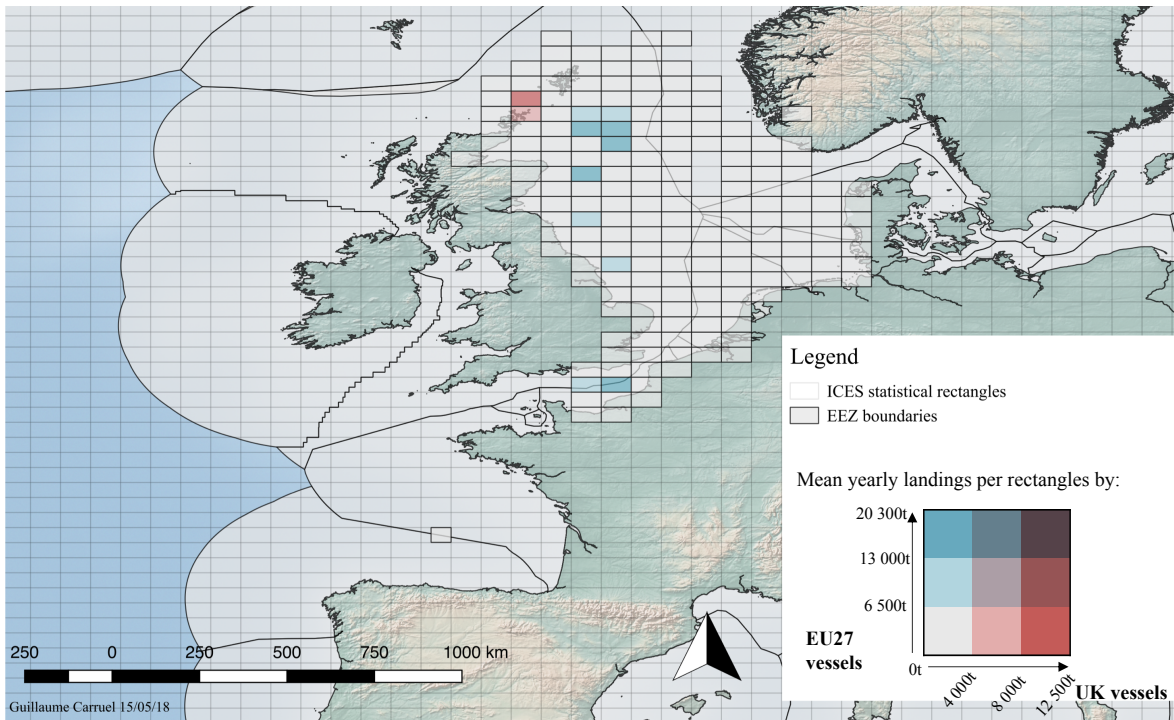 Legend
ICES statistical rectangles
EEZ boundaries
Mean yearly landings per rectangles by:
20 300t
13 000t
6 500t
EU27
vessels
0t
4 000t
8 000t
12 500t
UK vessels
250 0 250 500 750 1000 km
Guillaume Carruel 15/05/18